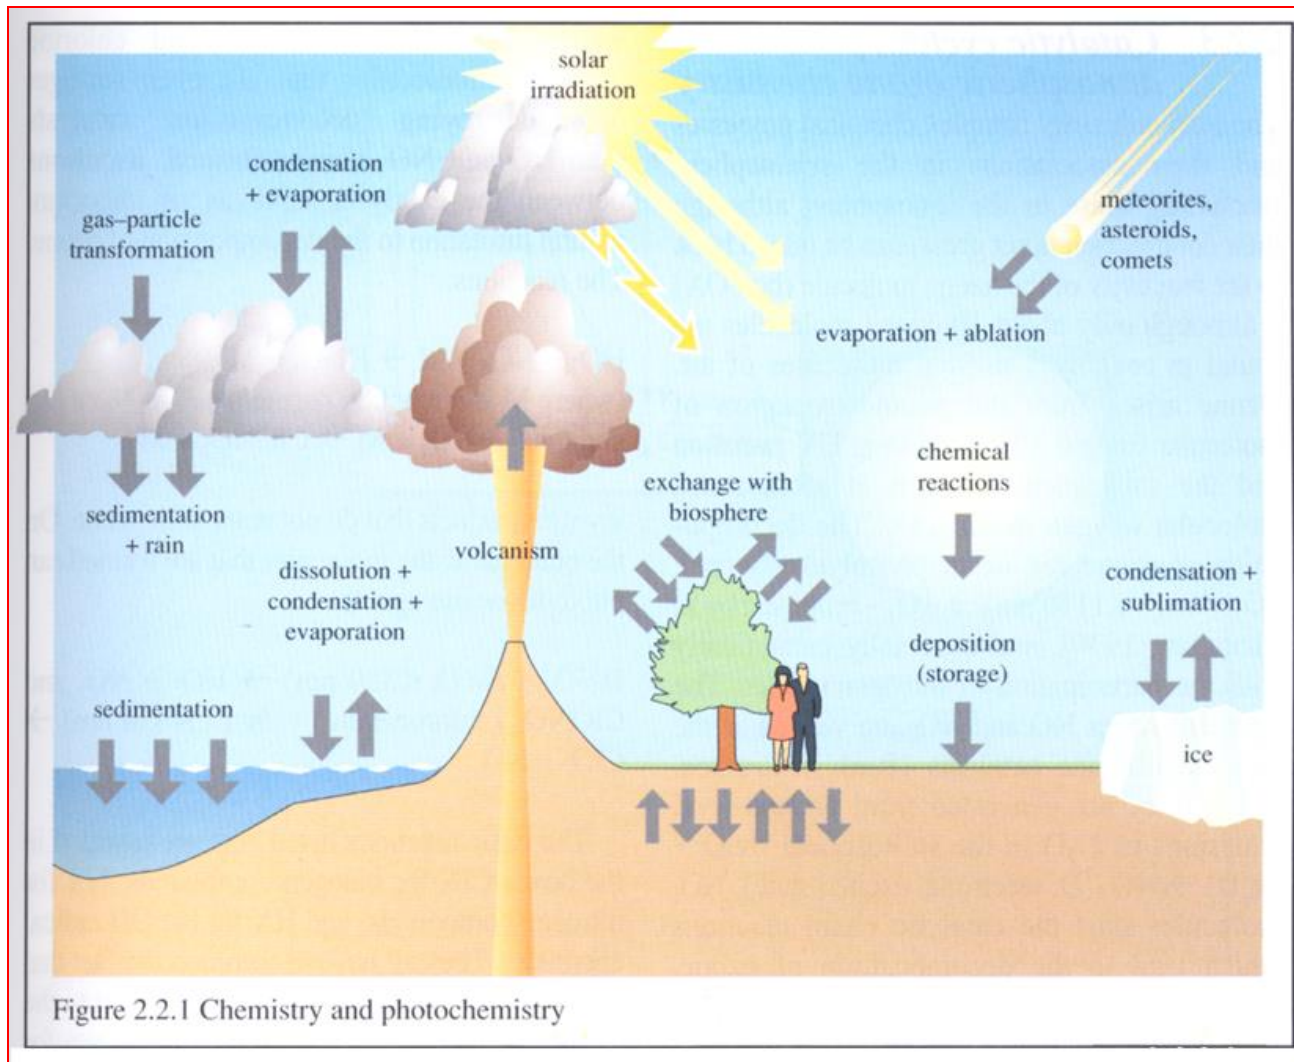 solar
irradiation
condensation
+ evaporation
gas–particle
transformation
meteorites,
asteroids,
comets
evaporation + ablation
chemical
reactions
exchange with
biosphere
sedimentation
+ rain
volcanism
dissolution +
condensation +
evaporation
condensation +
sublimation
deposition
(storage)
sedimentation
ice
Figure 2.2.1 Chemistry and photochemistry